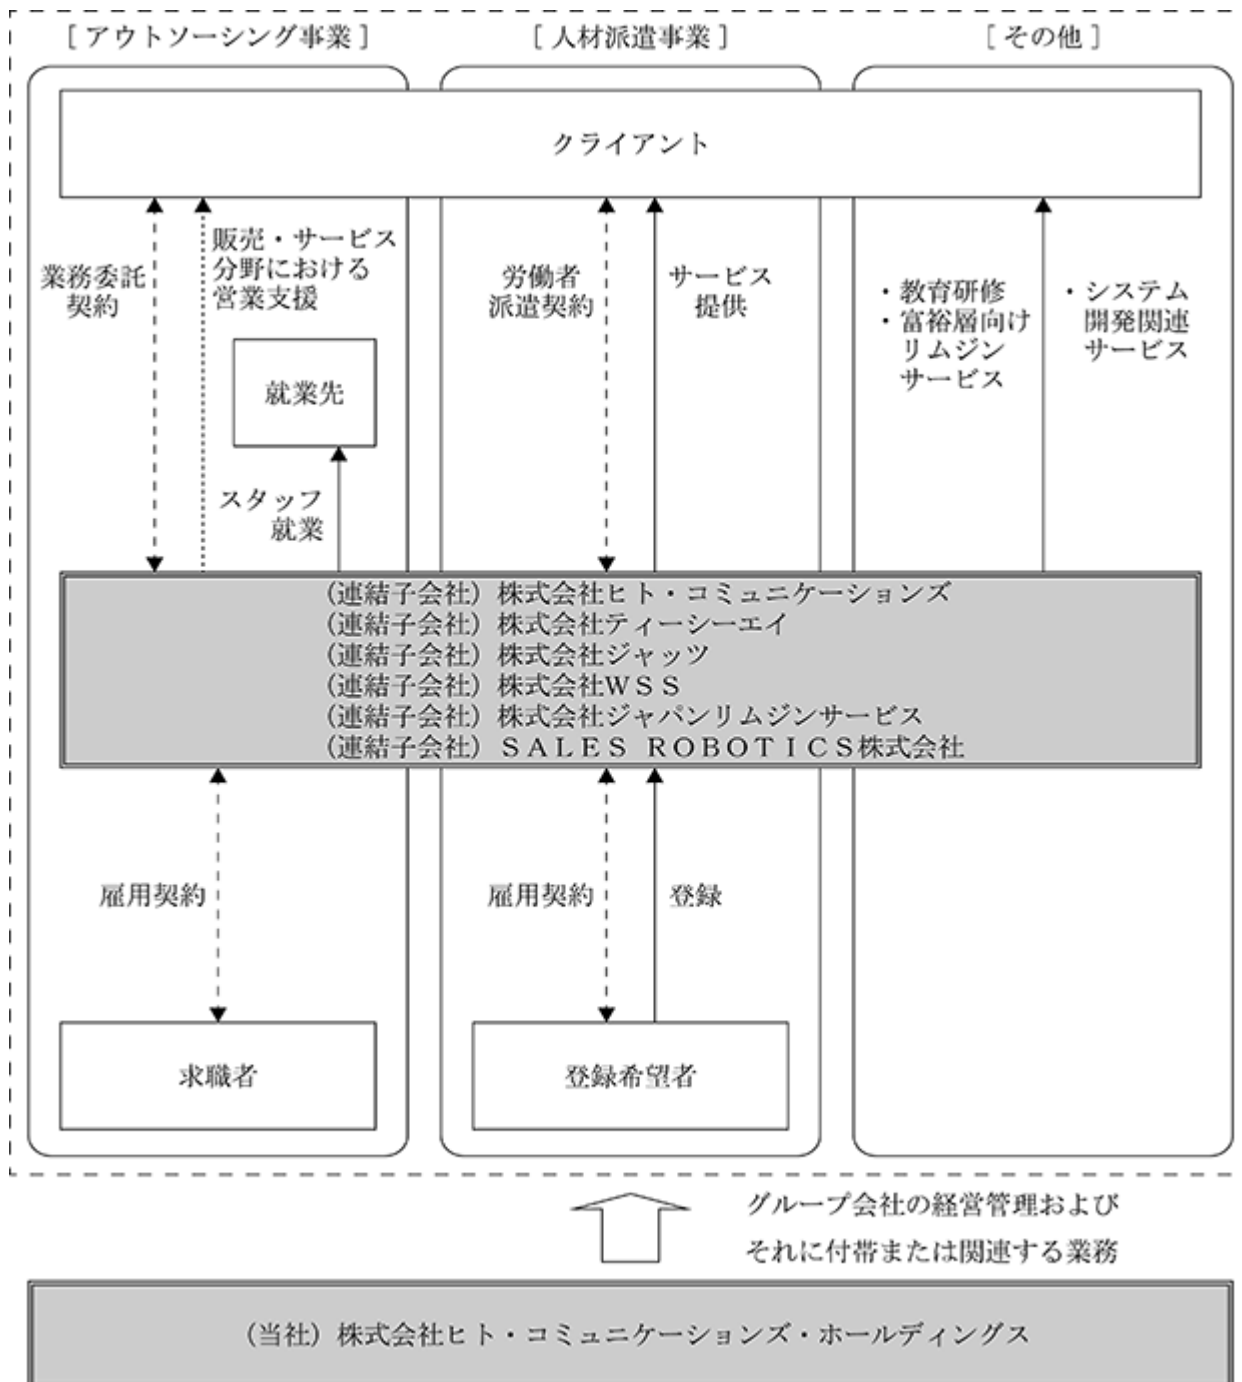 ［アウトソーシング事業］
［人材派遣事業］
［その他］
クライアント
業務委託
契約
販売・サービス
分野における
営業支援
就業先
スタッフ
就業
労働者
派遣契約
サービス
提供
・教育研修
・富裕層向け
リムジン
サービス
・システム
開発関連
サービス
（連結子会社）株式会社ヒト・コミュニケーションズ
（連結子会社）株式会社ティーシーエイ
（連結子会社）株式会社ジャッツ
（連結子会社）株式会社ＷＳＳ
（連結子会社）株式会社ジャパンリムジンサービス
（連結子会社）ＳＡＬＥＳ ＲＯＢＯＴＩＣＳ株式会社
雇用契約
雇用契約
登録
求職者
登録希望者
グループ会社の経営管理および
それに付帯または関連する業務
（当社）株式会社ヒト・コミュニケーションズ・ホールディングス